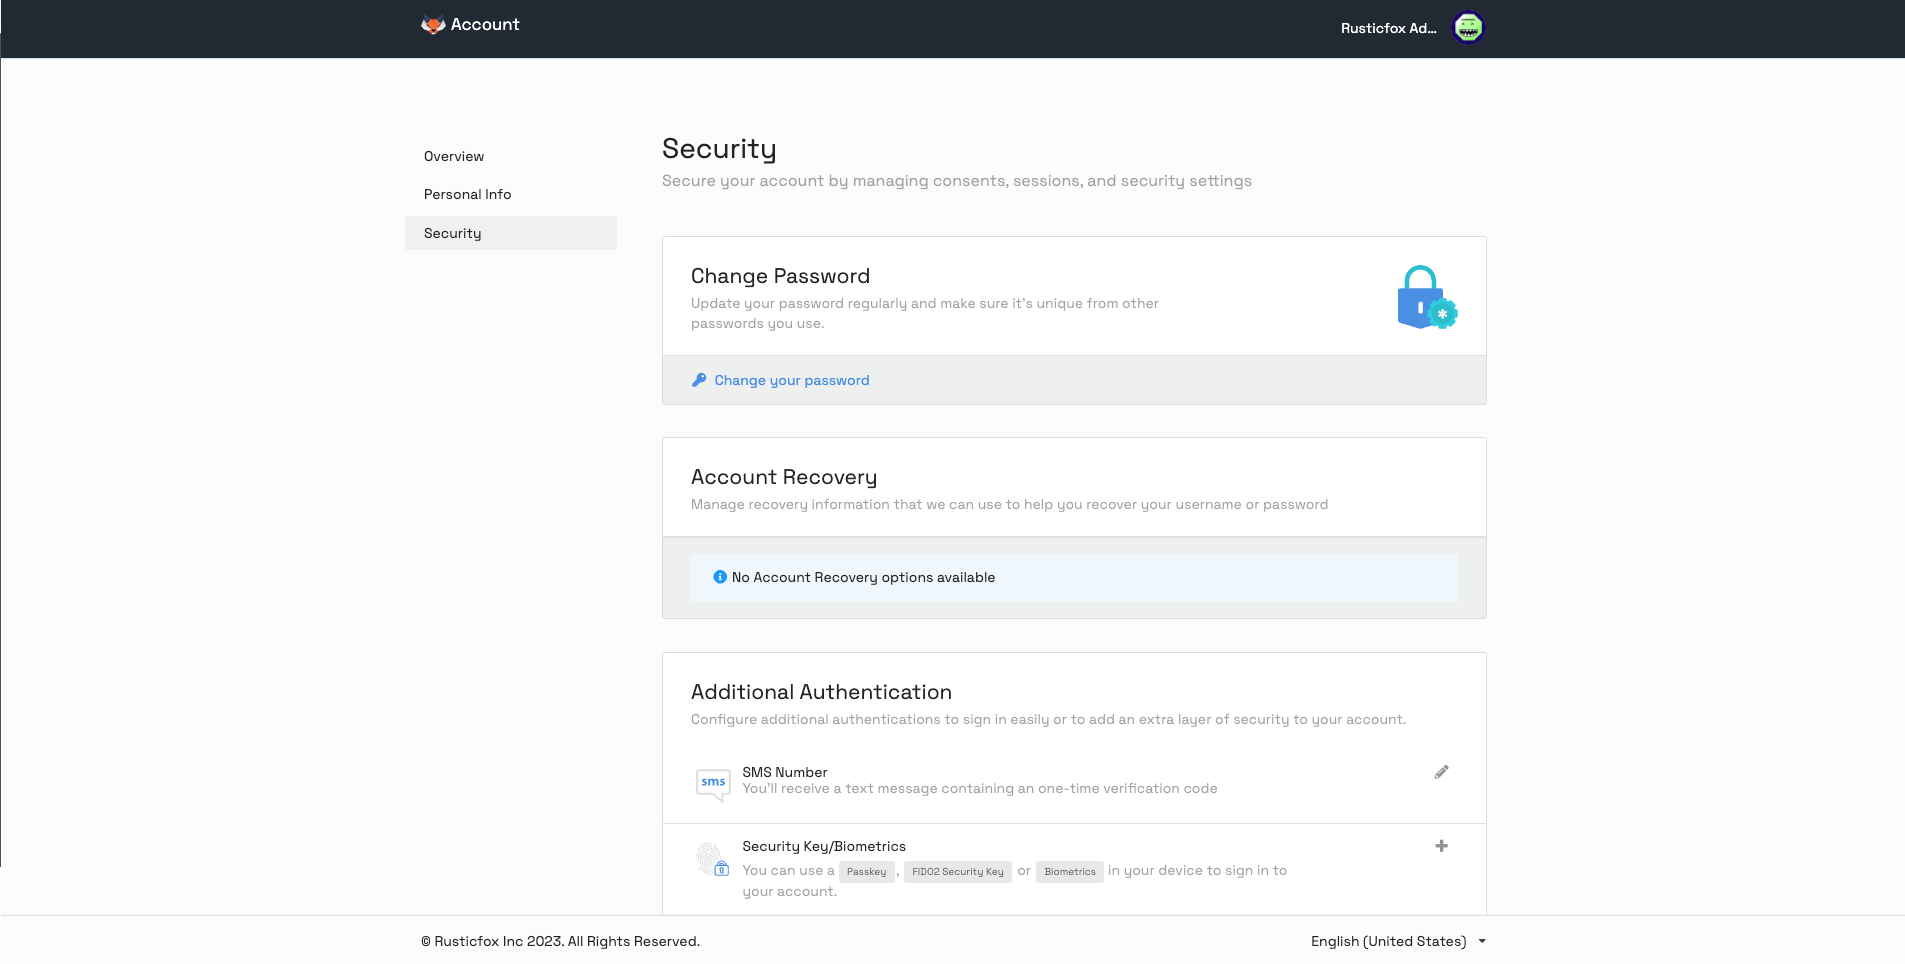 Account
Rusticfox Ad...
Overview
Personal Info
Security
Security
Secure your account by managing consents, sessions, and security settings
Change Password
Update your password regularly and make sure it's unique from other
passwords you use.
Change your password
Account Recovery
Manage recovery information that we can use to help you recover your username or password
No Account Recovery options available
Additional Authentication
Configure additional authentications to sign in easily or to add an extra layer of security to your account.
sms
SMS Number
You'll receive a text message containing an one-time verification code
Security Key/Biometrics
You can use a Passkey , FIDO2 Security Key or Biometrics in your device to sign in to
your account.
© Rusticfox Inc 2023. All Rights Reserved.
English (United States)